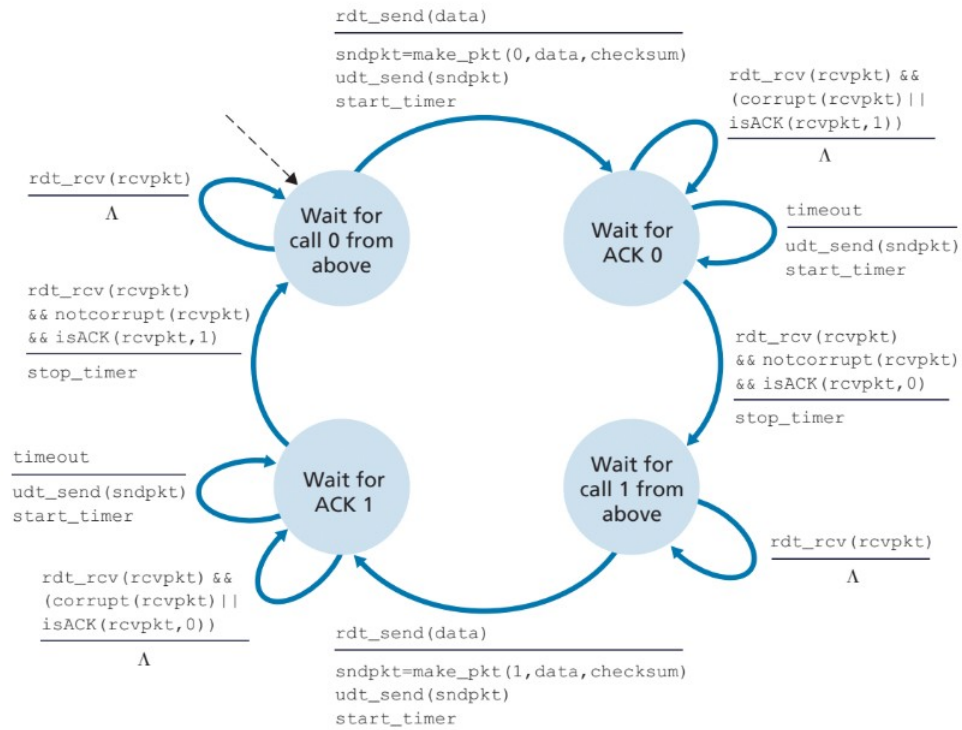 rdt_send(data)
sndpkt=make_pkt(0,data,checksum)
udt_send(sndpkt)
start_timer
rdt_rcv(rcvpkt) &&
(corrupt(rcvpkt)||
isACK(rcvpkt,1))
Λ
rdt_rcv(rcvpkt)
Λ
Wait for
call 0 from
above
Wait for
ACK 0
timeout
udt_send(sndpkt)
start_timer
rdt_rcv(rcvpkt)
&& notcorrupt(rcvpkt)
&& isACK(rcvpkt,1)
stop_timer
rdt_rcv(rcvpkt)
&& notcorrupt(rcvpkt)
&& isACK(rcvpkt,0)
stop_timer
timeout
udt_send(sndpkt)
start_timer
Wait for
ACK 1
Wait for
call 1 from
above
rdt_rcv(rcvpkt) &&
(corrupt(rcvpkt)||
isACK(rcvpkt,0))
Λ
rdt_rcv(rcvpkt)
Λ
rdt_send(data)
sndpkt=make_pkt(1,data,checksum)
udt_send(sndpkt)
start_timer